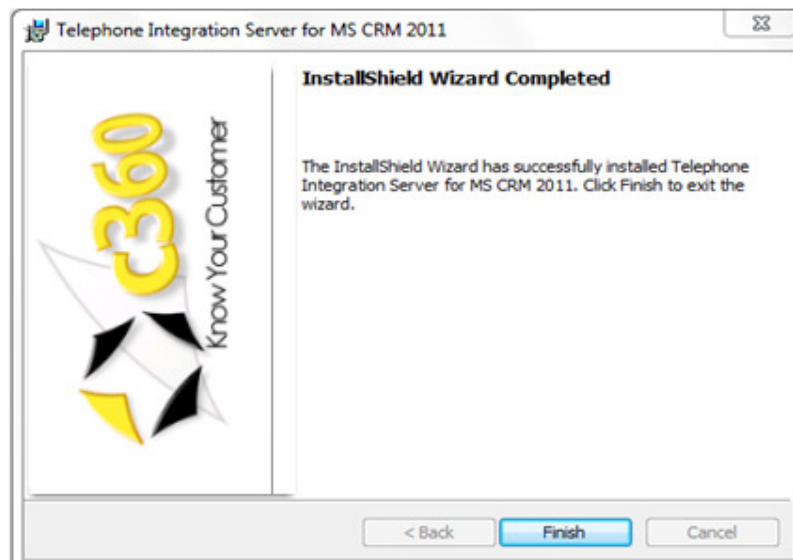 Telephone Integration Server for MS CRM 2011
InstallShield Wizard Completed
The InstallShield Wizard has successfully installed Telephone
Integration Server for MS CRM 2011. Click Finish to exit the
wizard.
c360
Know Your Customer
< Back
Finish
Cancel